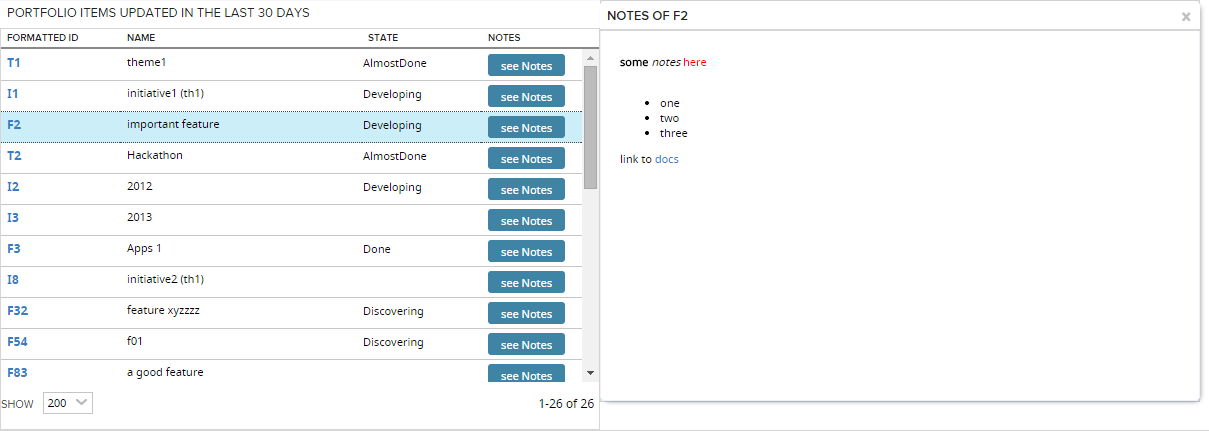 PORTFOLIO ITEMS UPDATED IN THE LAST 30 DAYS
FORMATTED ID NAME STATE NOTES
T1 theme1 AlmostDone see Notes
I1 initiative1 (th1) Developing see Notes
F2 important feature Developing see Notes
T2 Hackathon AlmostDone see Notes
I2 2012 Developing see Notes
I3 2013 see Notes
F3 Apps 1 Done see Notes
I8 initiative2 (th1) see Notes
F32 feature xyzzzz Discovering see Notes
F54 f01 Discovering see Notes
F83 a good feature see Notes
SHOW 200 1-26 of 26
NOTES OF F2
some notes here
• one
• two
• three
link to docs